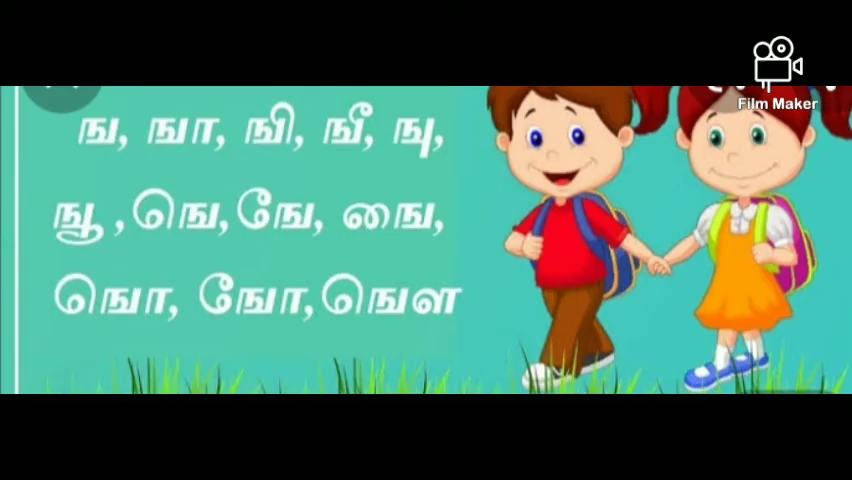 Film Maker
ங, ஙா, ஙி, ஙீ, ஙு,
ஙூ ,ஙெ,ஙே, ஙை,
ஙொ, ஙோ,ஙௌ